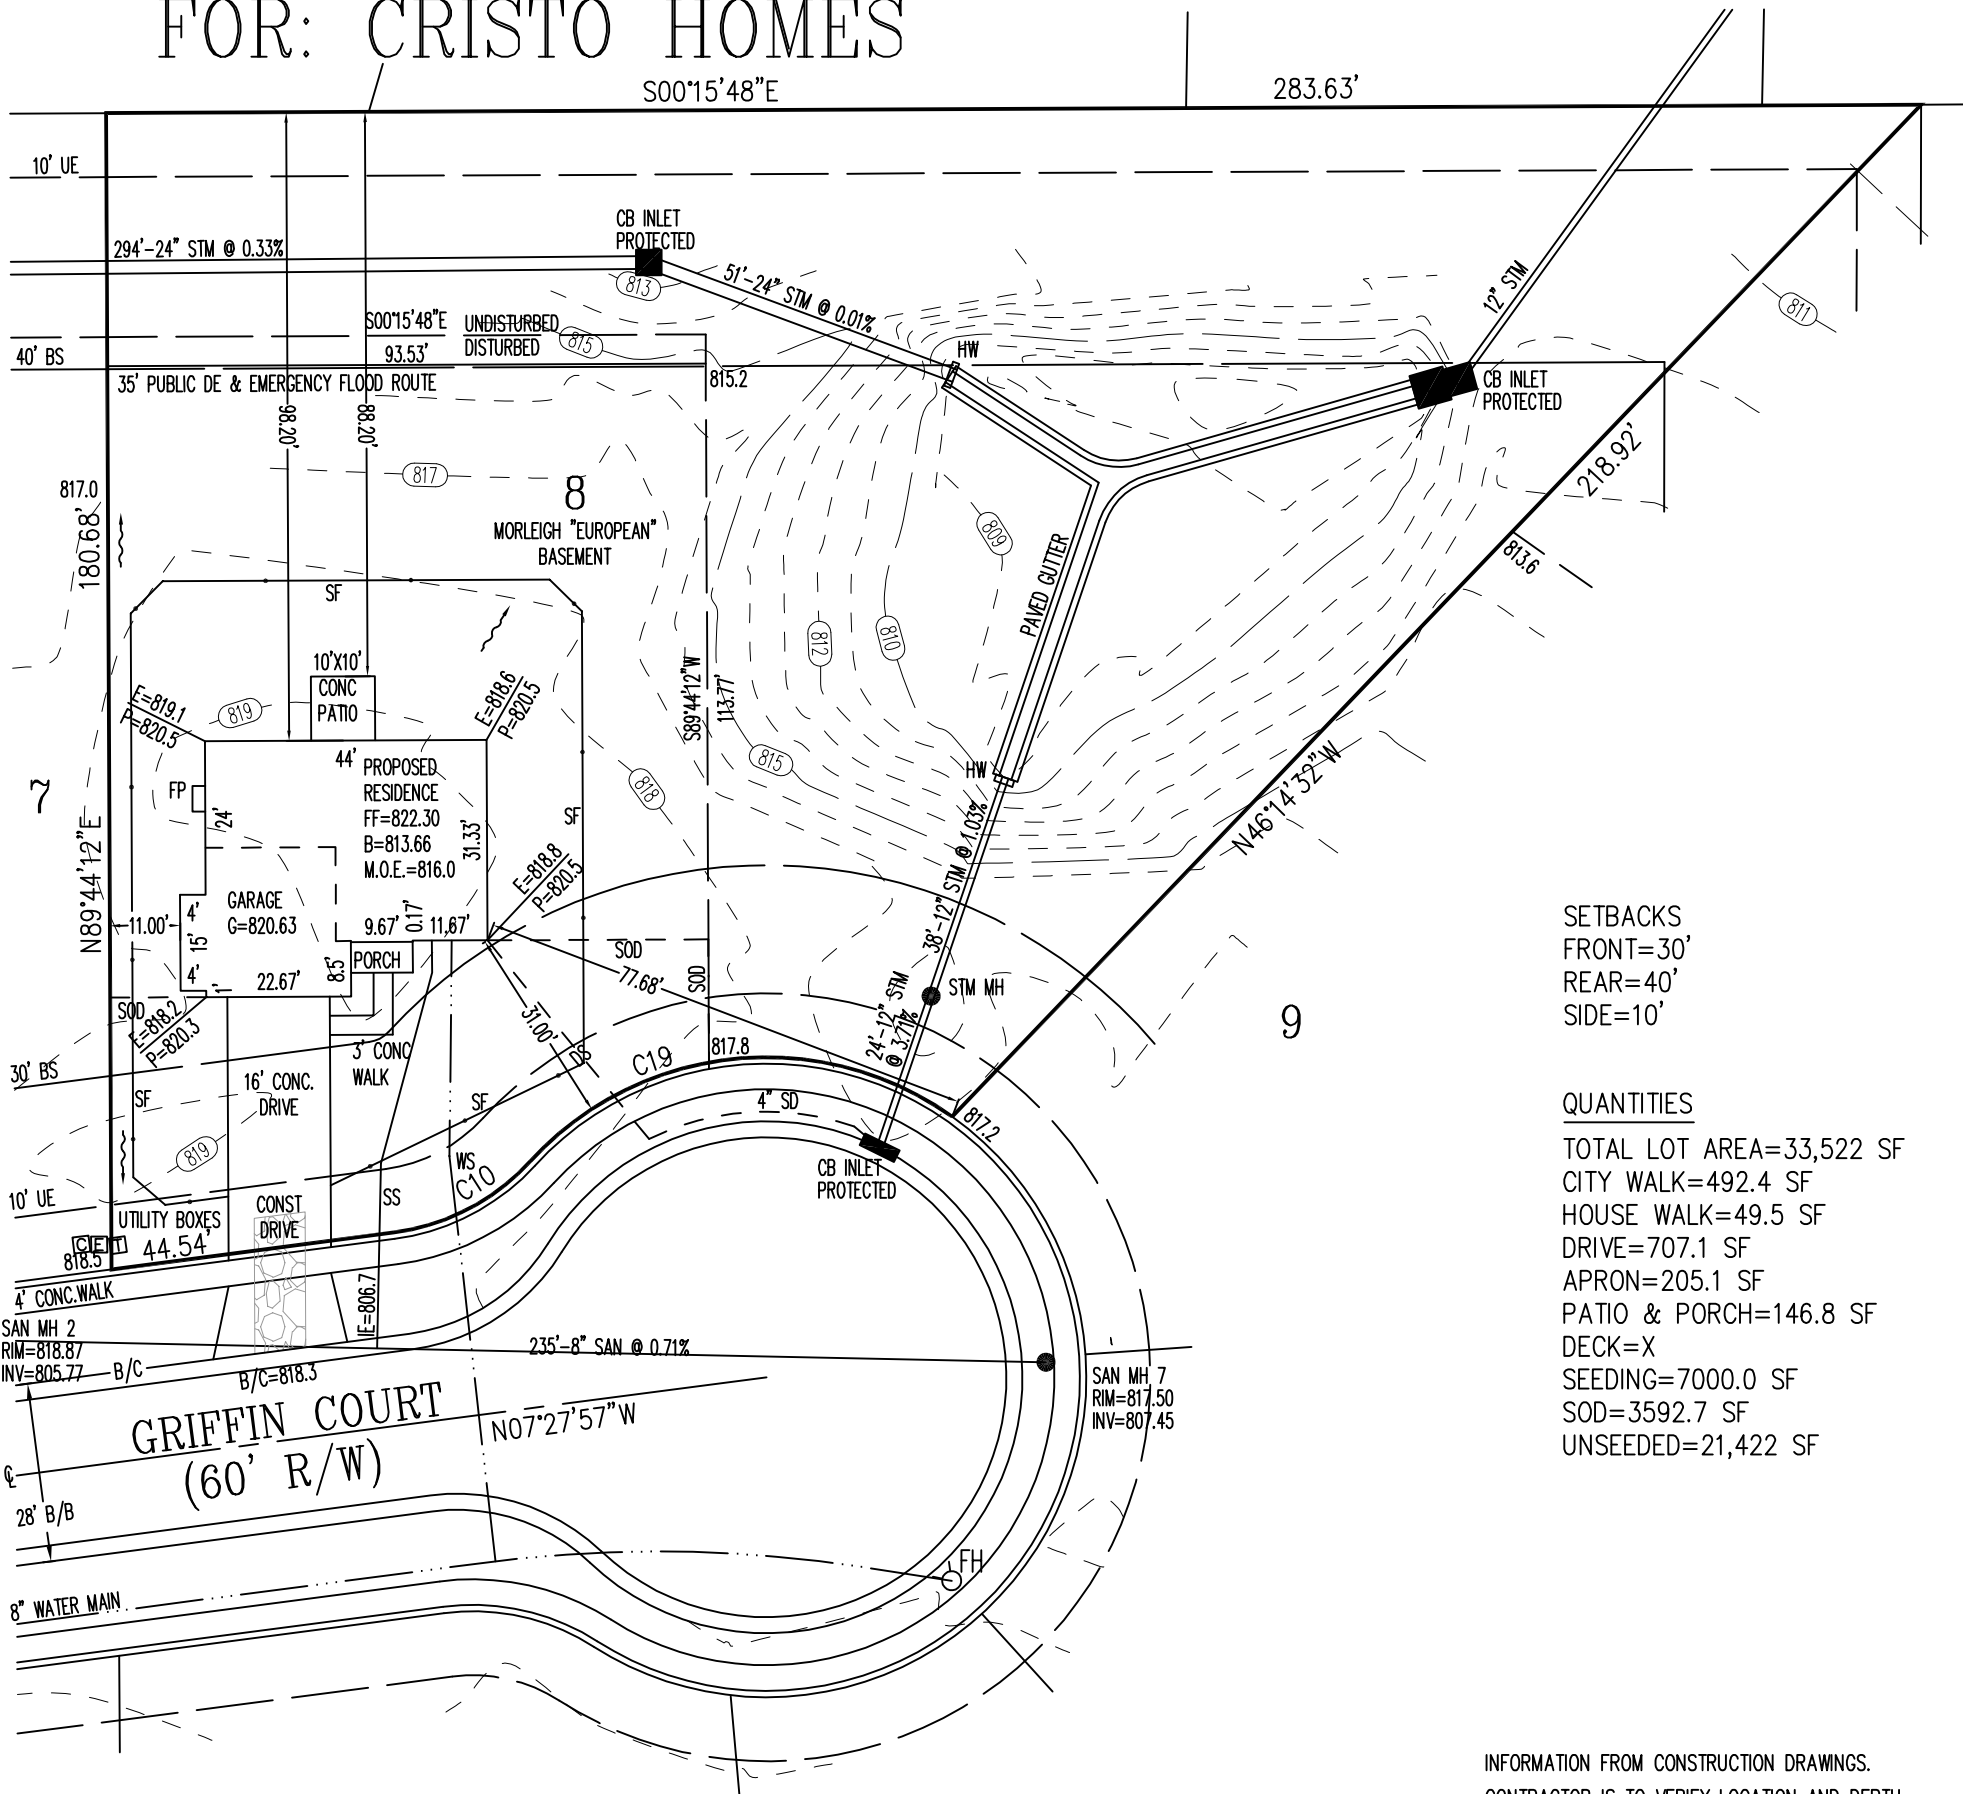 FOR: CRISTO HOMES
S00°15'48"E
283.63'
10' UE
294'-24" STM @ 0.33%
CB INLET
PROTECTED
813
51'-24" STM @ 0.01%
12" STM
811
S00°15'48"E
UNDISTURBED
DISTURBED
815
40' BS
93.53'
35' PUBLIC DE & EMERGENCY FLOOD ROUTE
815.2
HW
CB INLET
PROTECTED
98.20'
88.20'
817
817.0
180.68'
8
MORLEIGH "EUROPEAN"
BASEMENT
809
218.92'
813.6
PAVED GUTTER
SF
812
810
10'X10'
CONC
PATIO
E=819.1
P=820.5
819
E=818.6
P=820.5
S89°44'12"W
113.77'
815
818
7
44'
PROPOSED
RESIDENCE
FF=822.30
B=813.66
M.O.E.=816.0
FP
24'
31.33'
SF
HW
N89°44'12"E
N46°14'32"W
E=818.8
P=820.5
GARAGE
G=820.63
11.00'
4'
15'
4'
1'
22.67'
9.67'
0.17'
11.67'
8.5'
PORCH
SOD
SOD
77.68'
31.00'
38'-12" STM @ 1.03%
STM MH
24'-12" STM
@ 3.71%
9
SOD
E=818.2
P=820.3
30' BS
SF
3' CONC
WALK
16' CONC.
DRIVE
DS
C19
817.8
SF
4" SD
817.2
819
WS
C10
SS
CB INLET
PROTECTED
10' UE
UTILITY BOXES
CONST
DRIVE
C E T
44.54'
818.5
4' CONC.WALK
IE=806.7
SAN MH 2
RIM=818.87
INV=805.77
B/C
B/C=818.3
235'-8" SAN @ 0.71%
SAN MH 7
RIM=817.50
INV=807.45
GRIFFIN COURT
(60' R/W)
N07°27'57"W
℄
28' B/B
8" WATER MAIN
FH
SETBACKS
FRONT=30'
REAR=40'
SIDE=10'
QUANTITIES
TOTAL LOT AREA=33,522 SF
CITY WALK=492.4 SF
HOUSE WALK=49.5 SF
DRIVE=707.1 SF
APRON=205.1 SF
PATIO & PORCH=146.8 SF
DECK=X
SEEDING=7000.0 SF
SOD=3592.7 SF
UNSEEDED=21,422 SF
INFORMATION FROM CONSTRUCTION DRAWINGS.
CONTRACTOR IS TO VERIFY LOCATION AND DEPTH